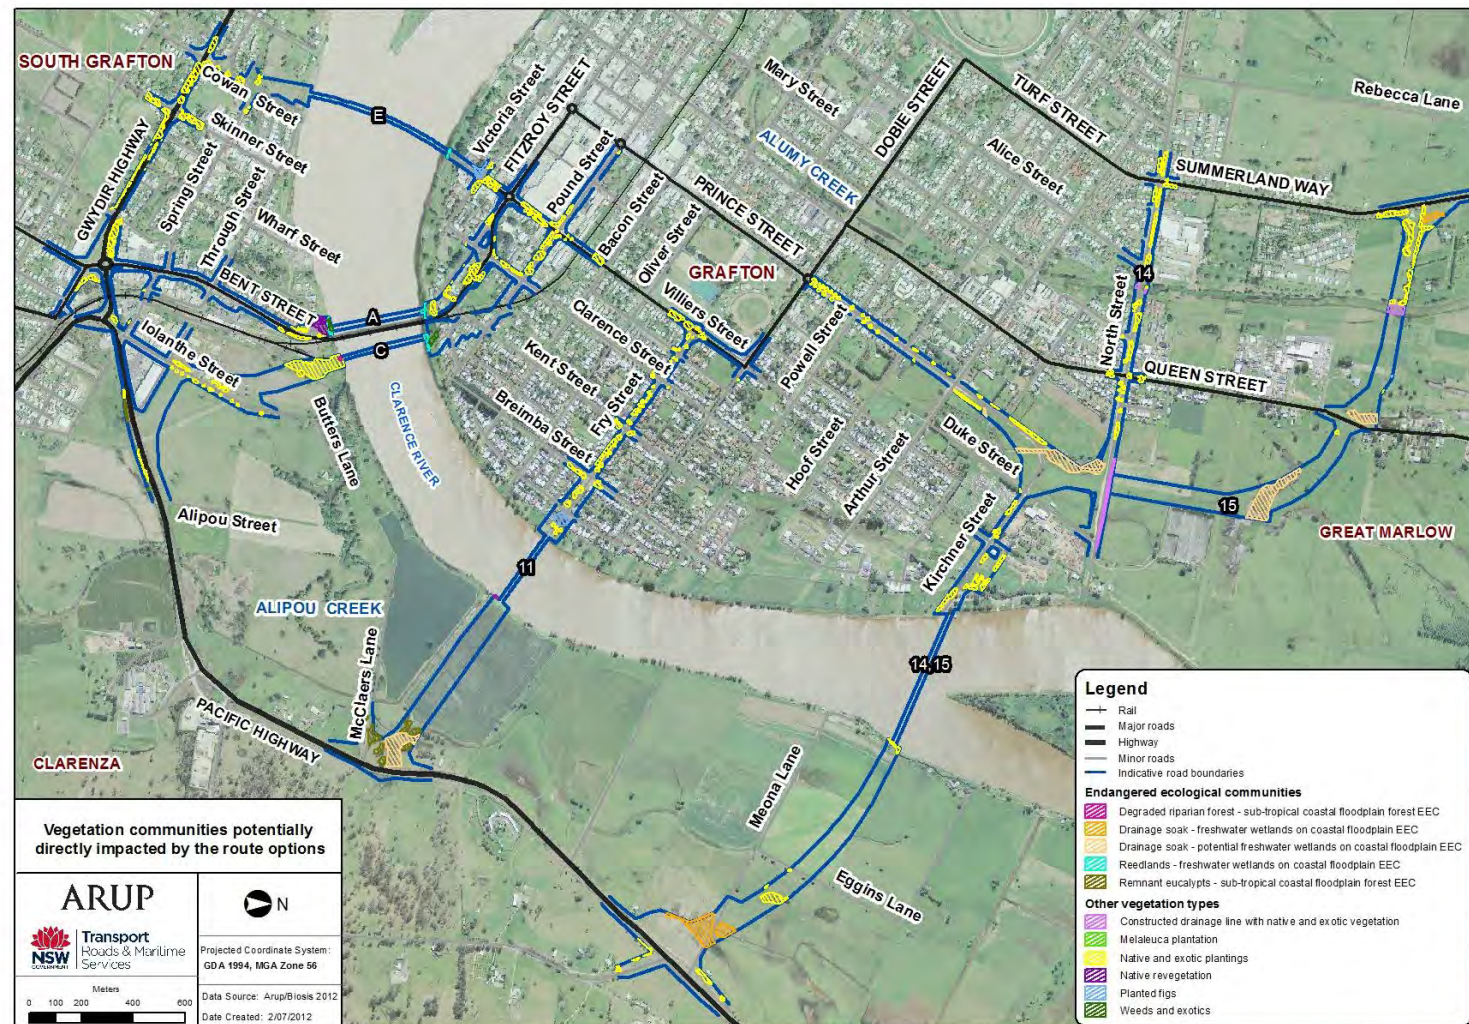 SOUTH GRAFTON
Cowan Street
Skinner Street
GWYDIR HIGHWAY
Spring Street
Through Street
Wharf Street
BENT STREET
Iolanthe Street
E
A
C
Victoria Street
FITZROY STREET
Pound Street
Bacon Street
Oliver Street
PRINCE STREET
GRAFTON
Villiers Street
Mary Street
ALUMY CREEK
DOBIE STREET
TURF STREET
Alice Street
Rebecca Lane
SUMMERLAND WAY
14
North Street
QUEEN STREET
Clarence Street
Kent Street
Fry Street
Breimba Street
Powell Street
Hoof Street
Arthur Street
Duke Street
Kirchner Street
15
GREAT MARLOW
Butters Lane
CLARENCE RIVER
Alipou Street
11
ALIPOU CREEK
McClaers Lane
PACIFIC HIGHWAY
CLARENZA
14,15
Meona Lane
Eggins Lane
Legend
Rail
Major roads
Highway
Minor roads
Indicative road boundaries
Endangered ecological communities
Degraded riparian forest - sub-tropical coastal floodplain forest EEC
Drainage soak - freshwater wetlands on coastal floodplain EEC
Drainage soak - potential freshwater wetlands on coastal floodplain EEC
Reedlands - freshwater wetlands on coastal floodplain EEC
Remnant eucalypts - sub-tropical coastal floodplain forest EEC
Other vegetation types
Constructed drainage line with native and exotic vegetation
Melaleuca plantation
Native and exotic plantings
Native revegetation
Planted figs
Weeds and exotics
Vegetation communities potentially
directly impacted by the route options
ARUP
N
NSW
GOVERNMENT
Transport
Roads & Maritime
Services
Projected Coordinate System:
GDA 1994, MGA Zone 56
Meters
0 100 200 400 600
Data Source: Arup/Biosis 2012
Date Created: 2/07/2012